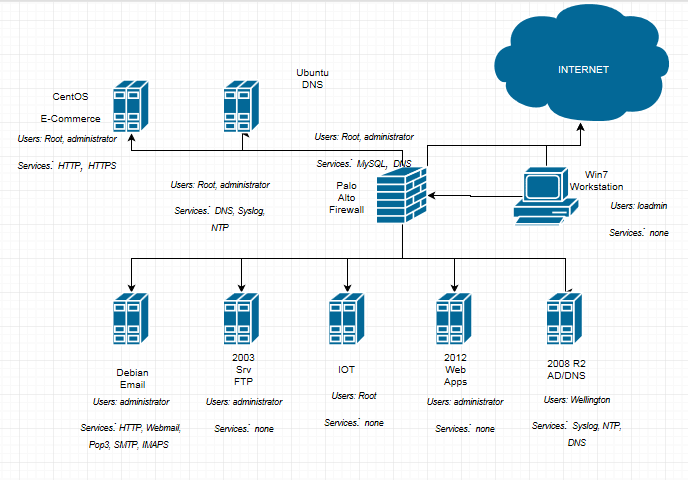 INTERNET
Ubuntu
DNS
CentOS
E-Commerce
Users: Root, administrator
Services: HTTP, HTTPS
Users: Root, administrator
Services: DNS, Syslog,
NTP
Users: Root, administrator
Services: MySQL, DNS
Palo
Alto
Firewall
Win7
Workstation
Users: loadmin
Services: none
Debian
Email
Users: administrator
Services: HTTP, Webmail,
Pop3, SMTP, IMAPS
2003
Srv
FTP
Users: administrator
Services: none
IOT
Users: Root
Services: none
2012
Web
Apps
Users: administrator
Services: none
2008 R2
AD/DNS
Users: Wellington
Services: Syslog, NTP,
DNS